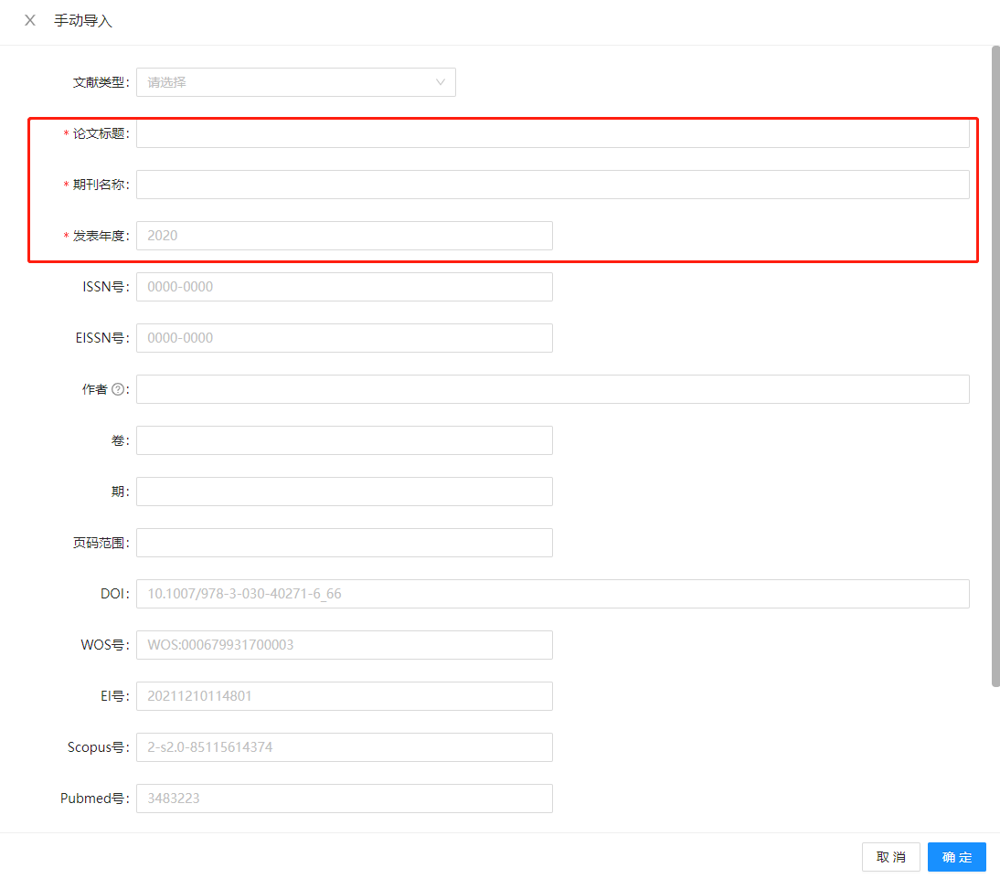 手动导入
文献类型: 请选择
* 论文标题:
* 期刊名称:
* 发表年度: 2020
ISSN号: 0000-0000
EISSN号: 0000-0000
作者?:
卷:
期:
页码范围:
DOI: 10.1007/978-3-030-40271-6_66
WOS号: WOS:000679931700003
EI号: 20211210114801
Scopus号: 2-s2.0-85115614374
Pubmed号: 3483223
取 消 确 定